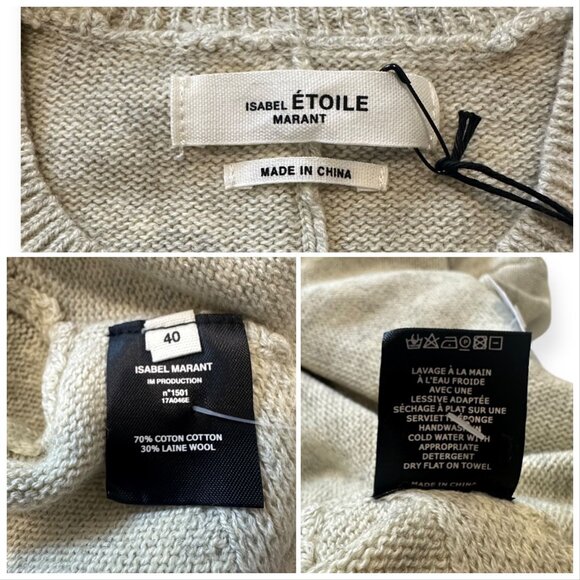 ISABEL ÉTOILE
MARANT
MADE IN CHINA
40
ISABEL MARANT
IM PRODUCTION
n°1501
17A046E
70% COTON COTTON
30% LAINE WOOL
LAVAGE À LA MAIN
À L'EAU FROIDE
AVEC UNE
LESSIVE ADAPTÉE
SÉCHAGE À PLAT SUR UNE
SERVIETTE ÉPONGE
HANDWASH IN
COLD WATER WITH
APPROPRIATE
DETERGENT
DRY FLAT ON TOWEL
MADE IN CHINA